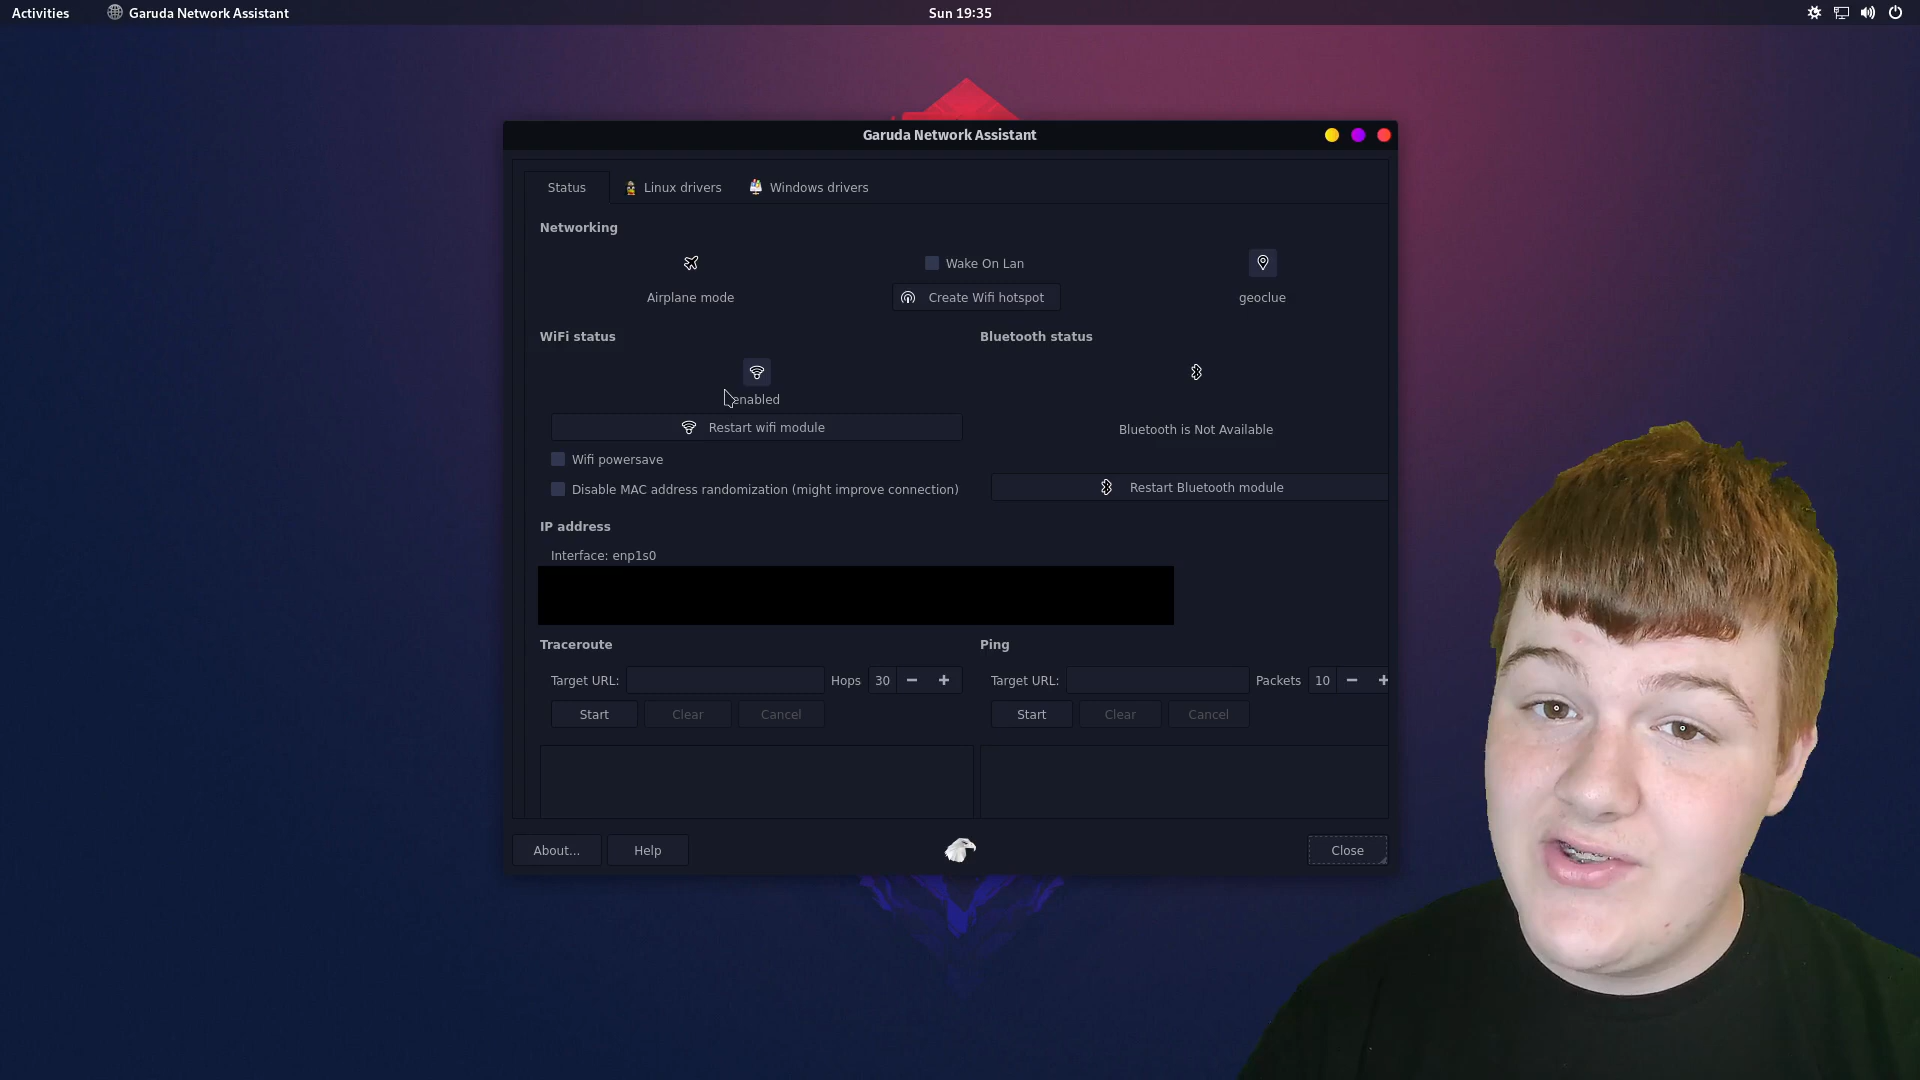 Activities
Garuda Network Assistant
Sun 19:35
Garuda Network Assistant
Status
Linux drivers
Windows drivers
Networking
Airplane mode
Wake On Lan
Create Wifi hotspot
geoclue
WiFi status
enabled
Restart wifi module
Wifi powersave
Disable MAC address randomization (might improve connection)
Bluetooth status
Bluetooth is Not Available
Restart Bluetooth module
IP address
Interface: enp1s0
Traceroute
Target URL:
Hops 30
Start
Clear
Cancel
Ping
Target URL:
Packets 10
Start
Clear
Cancel
About...
Help
Close